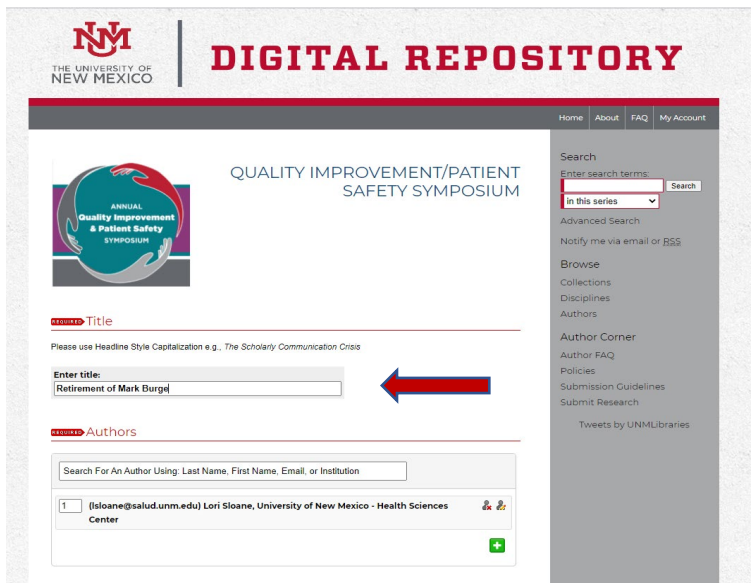 UNM
THE UNIVERSITY OF
NEW MEXICO
DIGITAL REPOSITORY
Home About FAQ My Account
ANNUAL
Quality Improvement
& Patient Safety
SYMPOSIUM
QUALITY IMPROVEMENT/PATIENT
SAFETY SYMPOSIUM
REQUIRED Title
Please use Headline Style Capitalization e.g., The Scholarly Communication Crisis
Enter title:
Retirement of Mark Burge
REQUIRED Authors
Search For An Author Using: Last Name, First Name, Email, or Institution
1 (lsloane@salud.unm.edu) Lori Sloane, University of New Mexico - Health Sciences
Center
Search
Enter search terms:
Search
in this series
Advanced Search
Notify me via email or RSS
Browse
Collections
Disciplines
Authors
Author Corner
Author FAQ
Policies
Submission Guidelines
Submit Research
Tweets by UNMLibraries